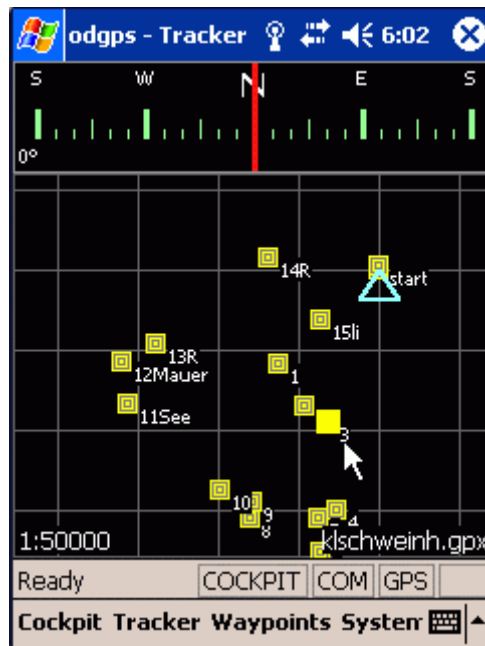 odgps - Tracker 6:02
S W N E S
0°
14R
start
15li
13R
1
12Mauer
11See
3
10
9
4
8
1:50000 klschweinh.gpx
Ready COCKPIT COM GPS
Cockpit Tracker Waypoints System